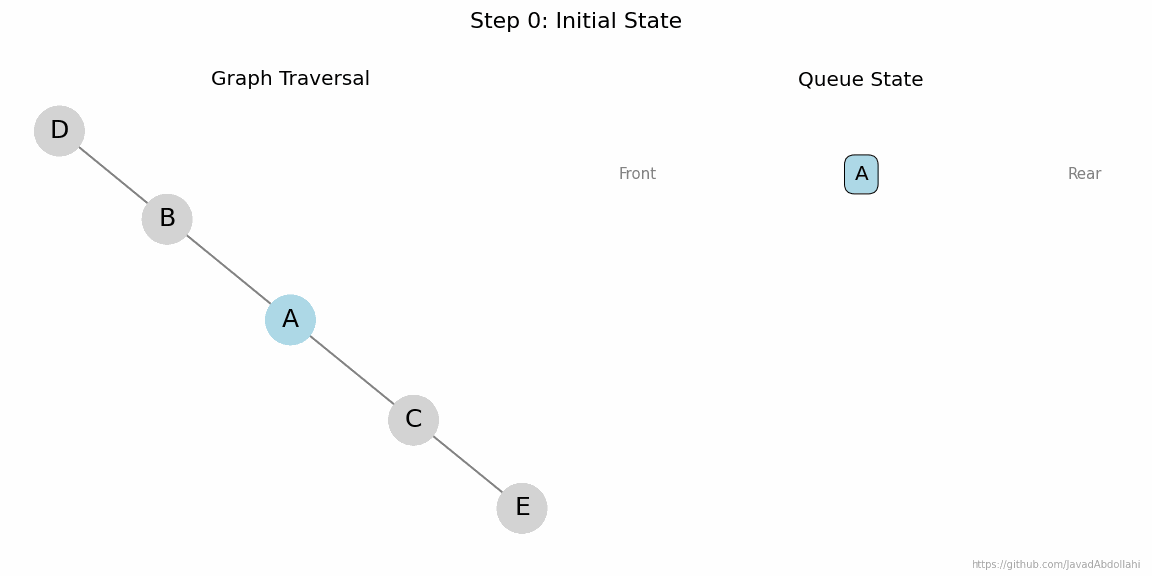 Step 0: Initial State
Graph Traversal
D
B
A
C
E
Queue State
Front A Rear
https://github.com/JavadAbdollahi